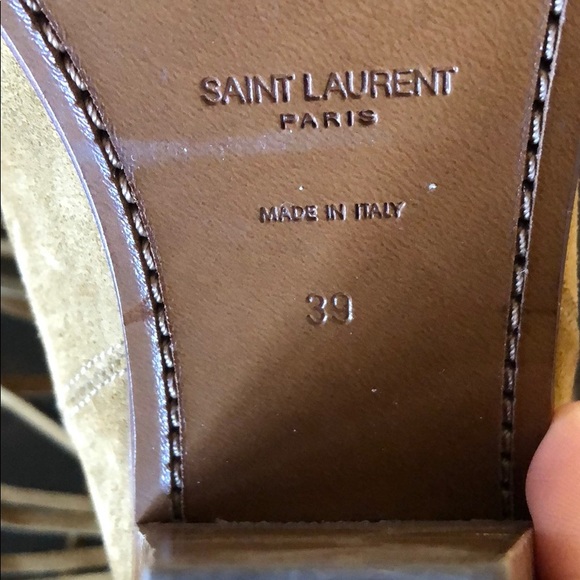 SAINT LAURENT
PARIS
MADE IN ITALY
39